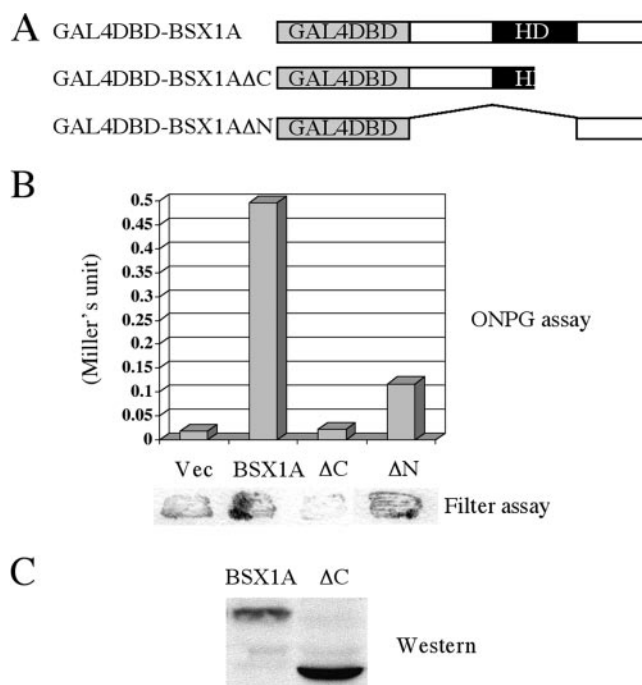 A
GAL4DBD-BSX1A GAL4DBD HD
GAL4DBD-BSX1AΔC GAL4DBD H
GAL4DBD-BSX1AΔN GAL4DBD
B
(Miller's unit)
0.5
0.45
0.4
0.35
0.3
0.25
0.2
0.15
0.1
0.05
0
ONPG assay
Vec BSX1A ΔC ΔN
Filter assay
C
BSX1A ΔC
Western